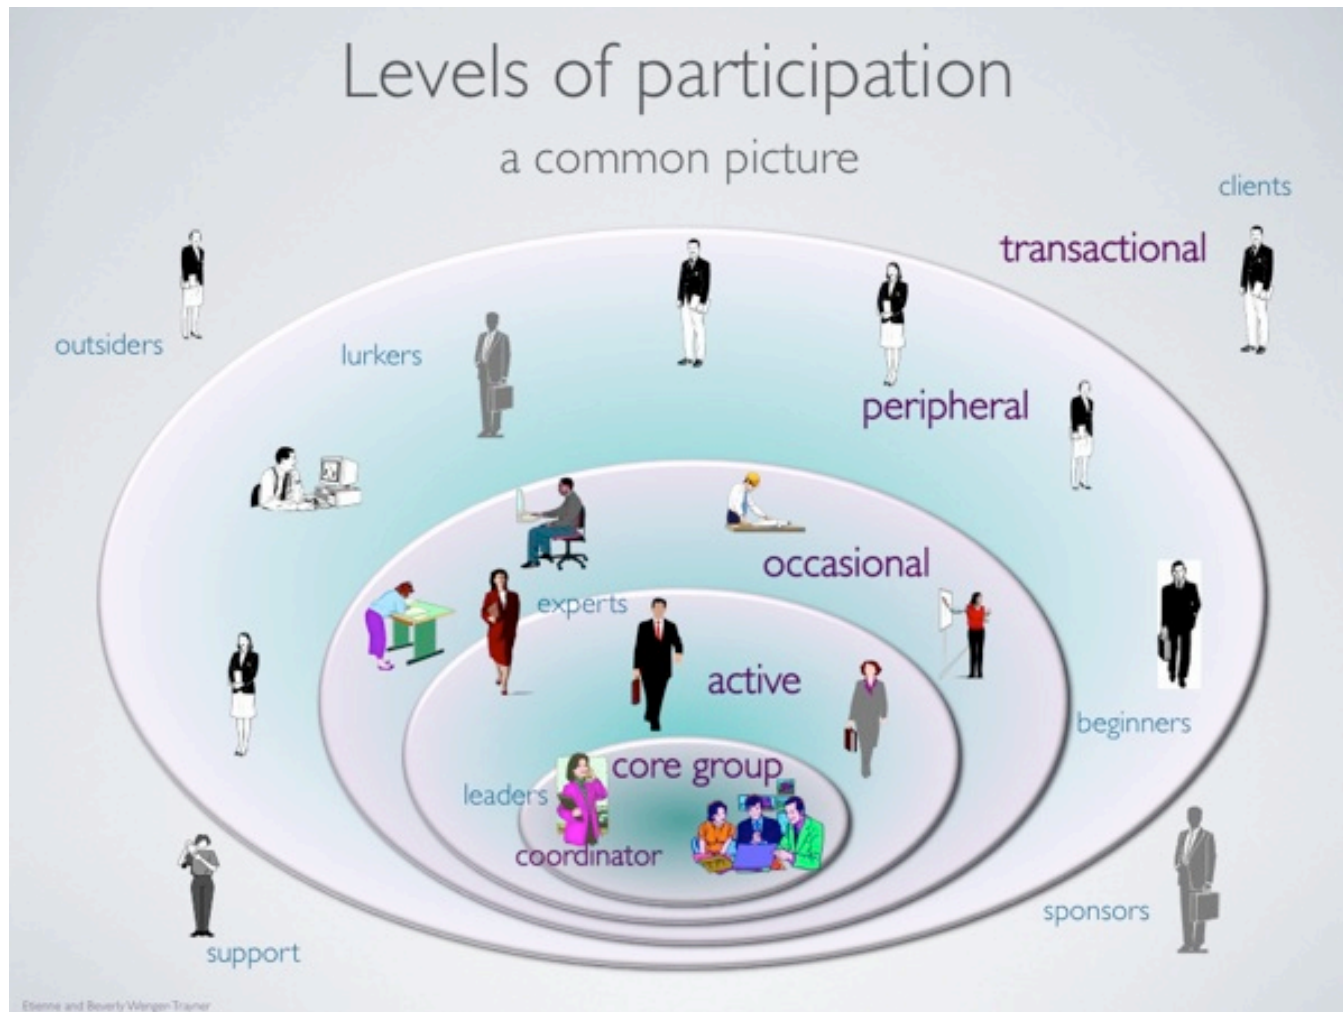 Levels of participation
a common picture
clients
transactional
outsiders
lurkers
peripheral
occasional
experts
active
beginners
core group
leaders
coordinator
sponsors
support
Etienne and Beverly Wenger-Trayner